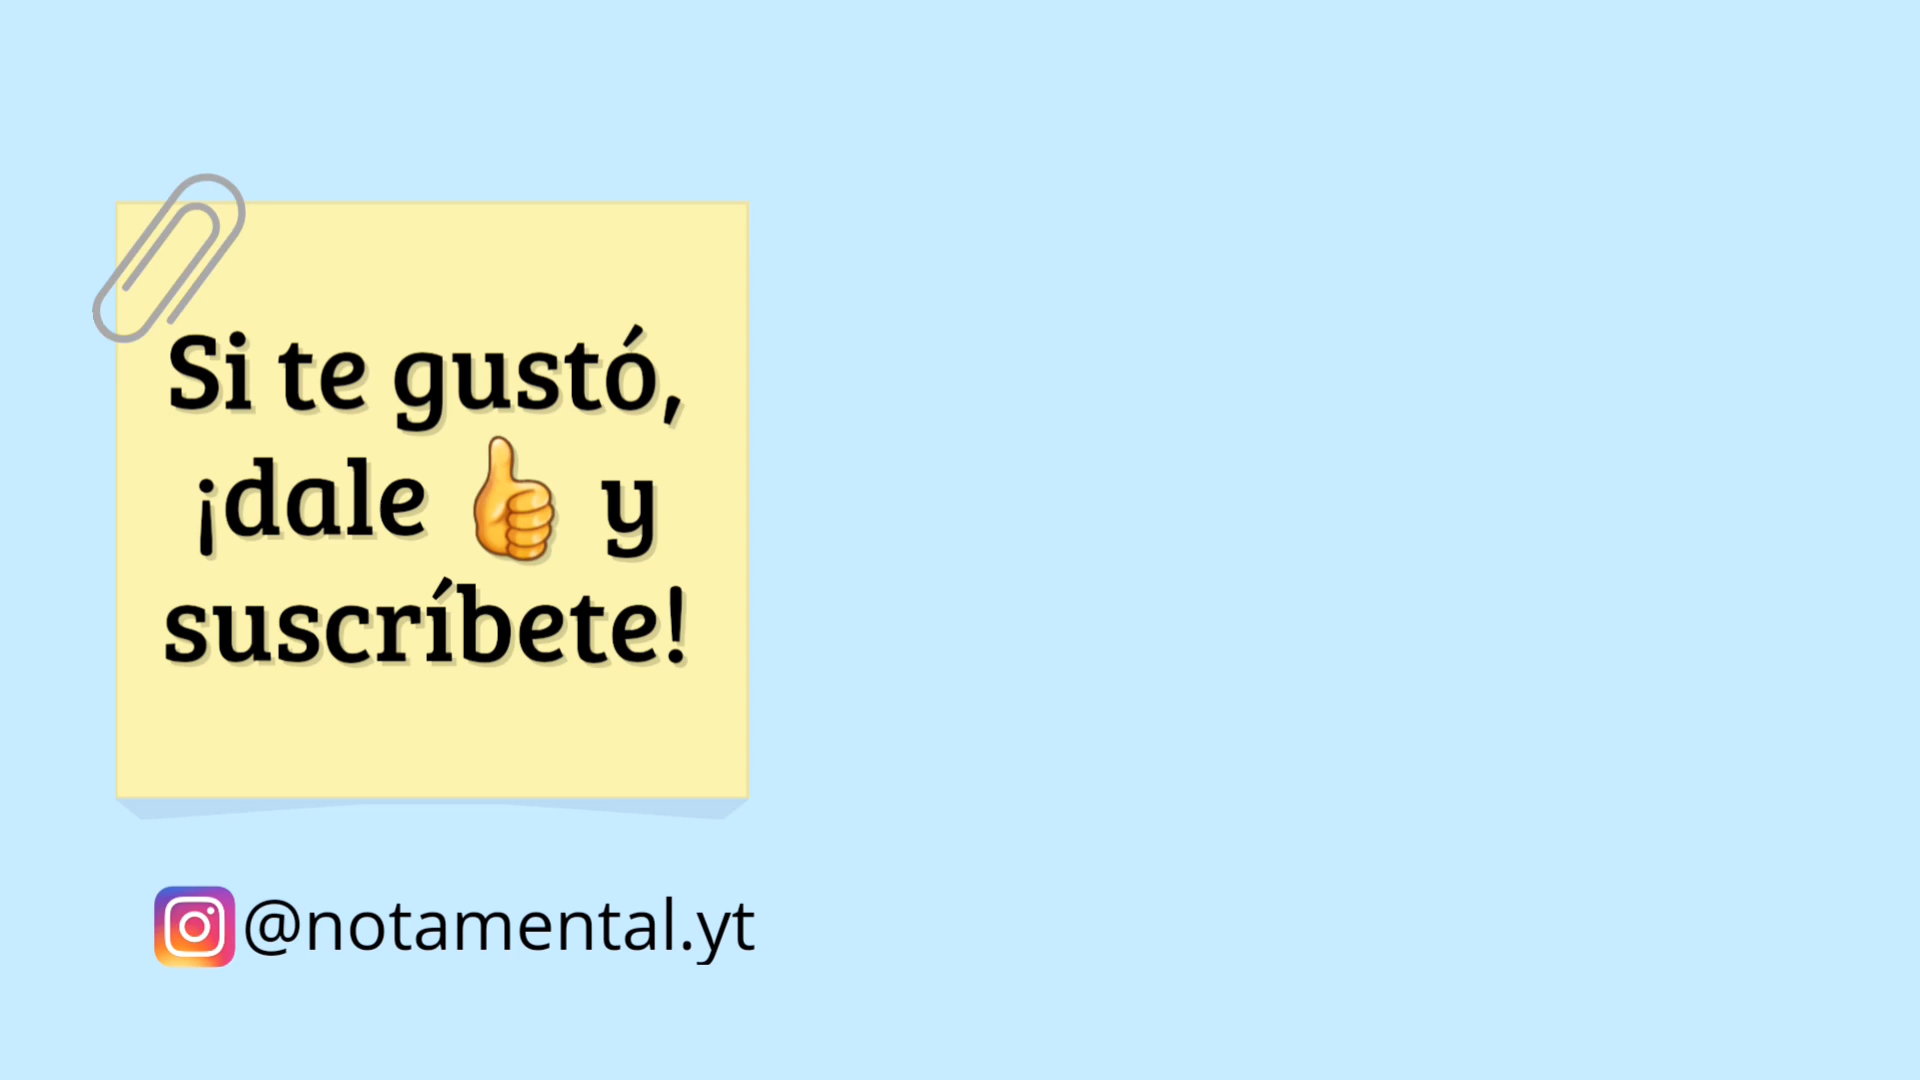 Si te gustó,
¡dale 👍 y
suscríbete!
@notamental.yt